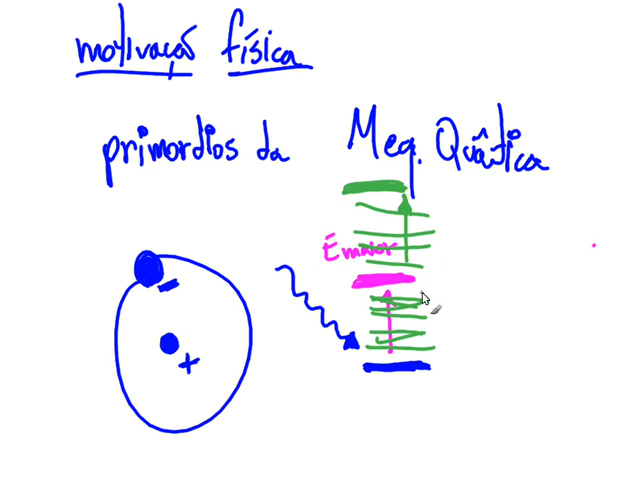 motivação física
primordios da Meq. Quântica
É maior
-
+